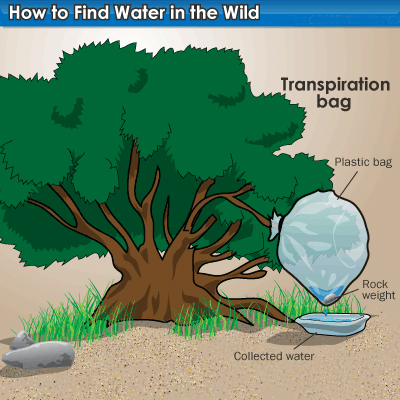 How to Find Water in the Wild
Transpiration
bag
Plastic bag
Rock
weight
Collected water